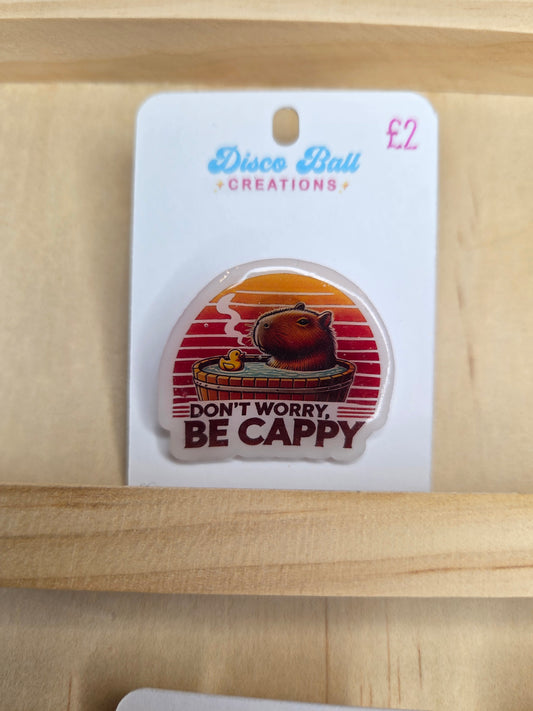 £2
Disco Ball
CREATIONS
DON'T WORRY,
BE CAPPY